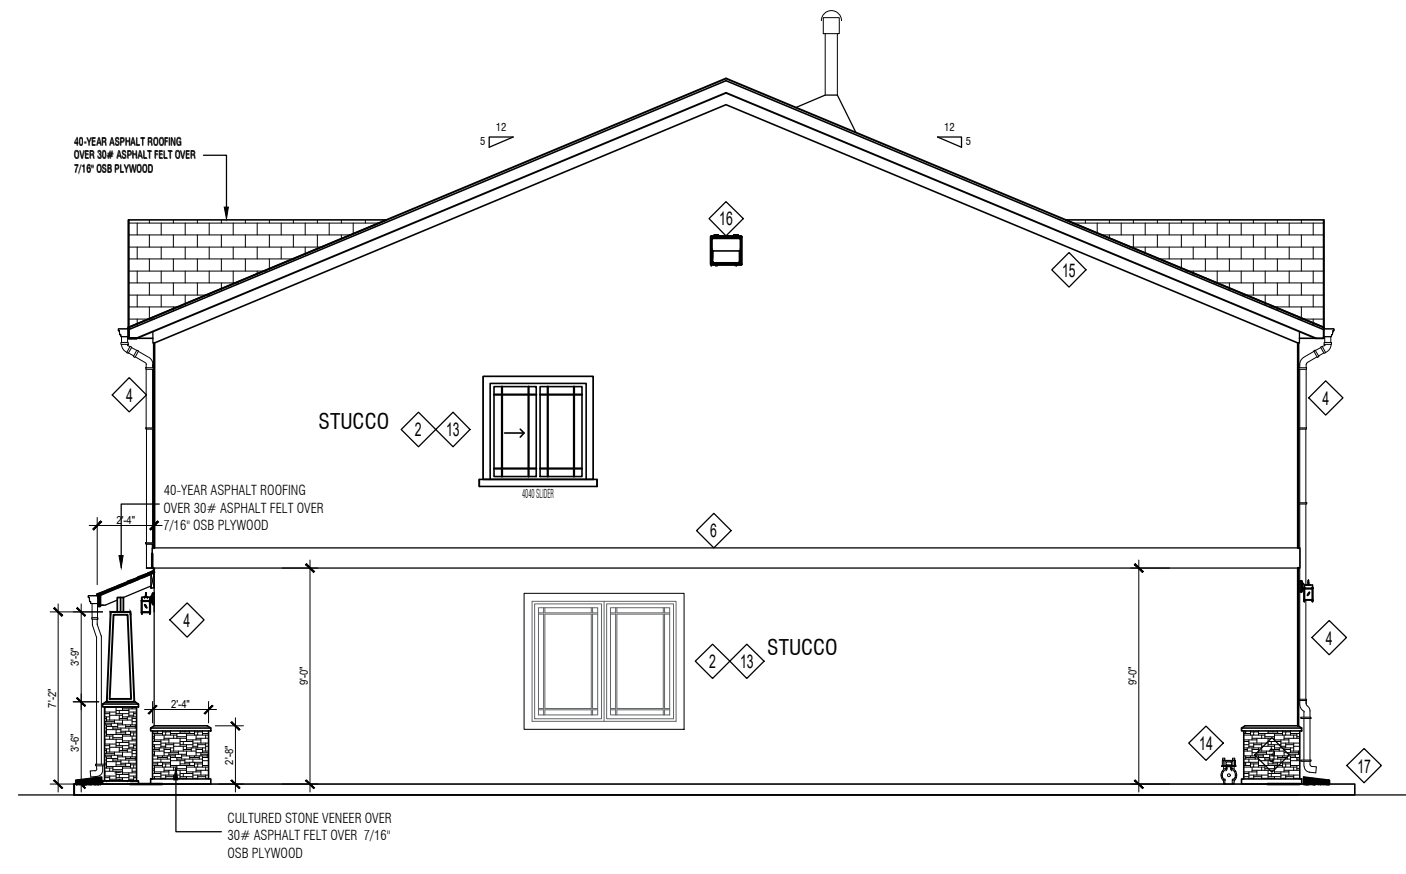 12
5
12
5
40-YEAR ASPHALT ROOFING
OVER 30# ASPHALT FELT OVER
7/16" OSB PLYWOOD
16
15
4
4
STUCCO
2
13
4040 SLIDER
40-YEAR ASPHALT ROOFING
OVER 30# ASPHALT FELT OVER
7/16" OSB PLYWOOD
2'-4"
6
4
4
STUCCO
2
13
3'-9"
7'-2"
3'-6"
2'-4"
2'-8"
9'-0"
9'-0"
14
17
CULTURED STONE VENEER OVER
30# ASPHALT FELT OVER 7/16"
OSB PLYWOOD